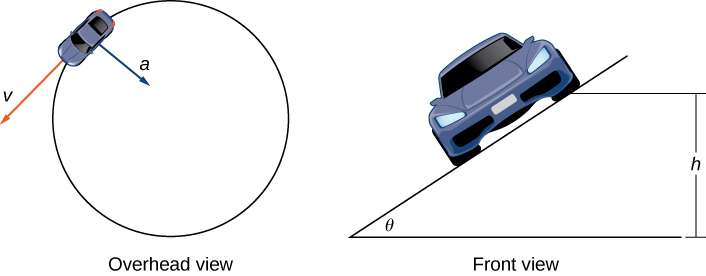 v
a
Overhead view
h
θ
Front view